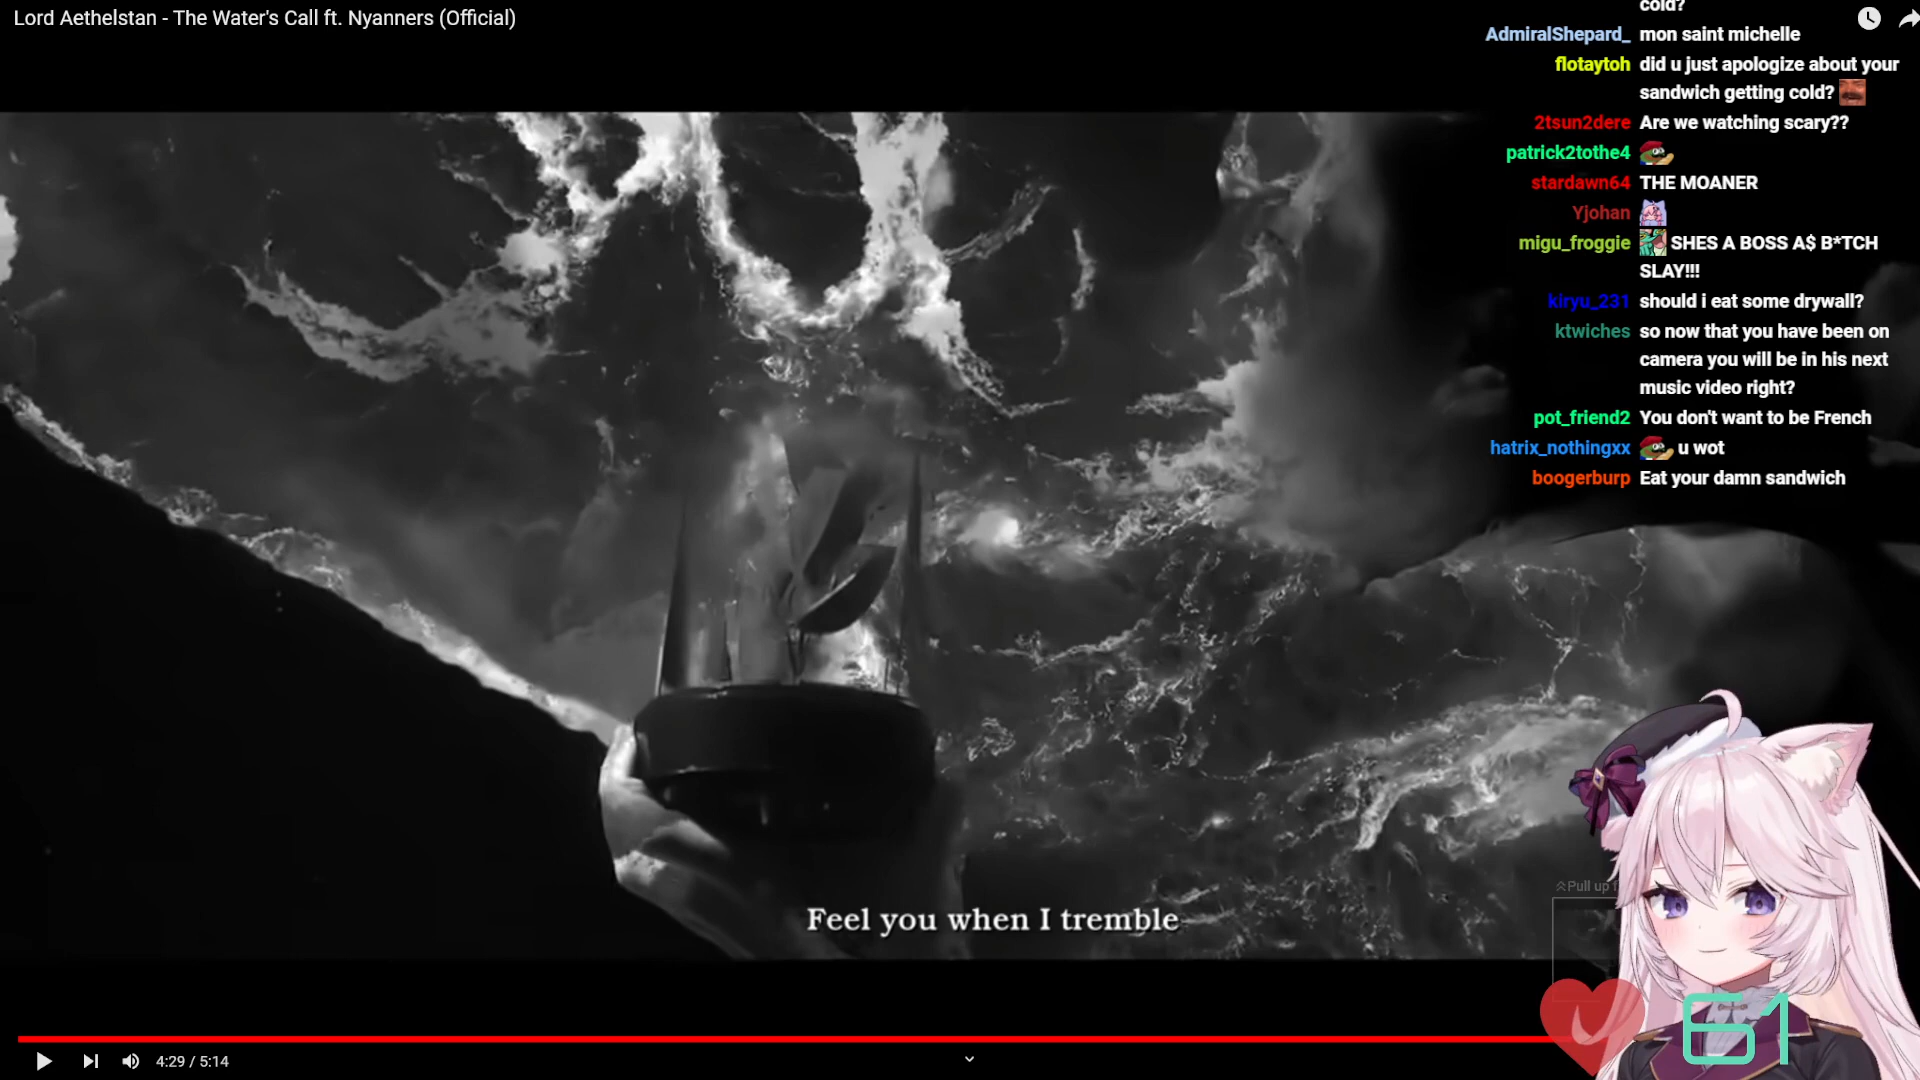 Lord Aethelstan - The Water's Call ft. Nyanners (Official)
cold?
AdmiralShepard_ mon saint michelle
flotaytoh did u just apologize about your
sandwich getting cold?
2tsun2dere Are we watching scary??
patrick2tothe4
stardawn64 THE MOANER
Yjohan
migu_froggie SHES A BOSS A$ B*TCH
SLAY!!!
kiryu_231 should i eat some drywall?
ktwiches so now that you have been on
camera you will be in his next
music video right?
pot_friend2 You don't want to be French
hatrix_nothingxx u wot
boogerburp Eat your damn sandwich
Pull up
Feel you when I tremble
61
4:29 / 5:14